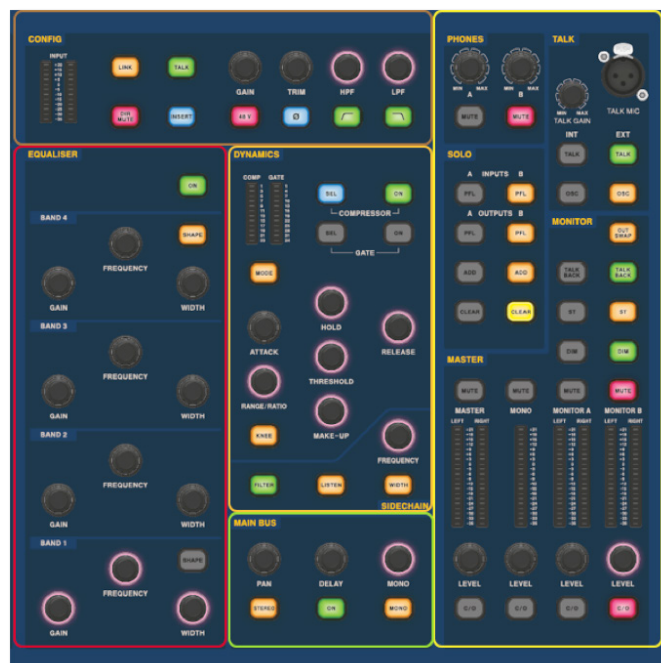 CONFIG
INPUT
LINK
TALK
GAIN
TRIM
HPF
LPF
CH MUTE
INSERT
48 V
Ø
EQUALISER
ON
BAND 4
SHAPE
FREQUENCY
GAIN
WIDTH
BAND 3
FREQUENCY
GAIN
WIDTH
BAND 2
FREQUENCY
GAIN
WIDTH
BAND 1
SHAPE
FREQUENCY
GAIN
WIDTH
DYNAMICS
COMP GATE
SEL
ON
COMPRESSOR
SEL
ON
GATE
MODE
HOLD
ATTACK
RELEASE
THRESHOLD
RANGE/RATIO
MAKE-UP
KNEE
FREQUENCY
FILTER
LISTEN
WIDTH
SIDECHAIN
MAIN BUS
PAN
DELAY
MONO
STEREO
ON
MONO
PHONES
MIN MAX
MIN MAX
A
B
MUTE
MUTE
TALK
MIN MAX
TALK GAIN
TALK MIC
INT
EXT
TALK
TALK
OSC
OSC
SOLO
A INPUTS B
PFL
PFL
A OUTPUTS B
PFL
PFL
AFL
ADD
ADD
CLEAR
CLEAR
MONITOR
CUT SWAP
TALK BACK
TALK BACK
ST
ST
DIM
DIM
MASTER
MUTE
MUTE
MUTE
MUTE
MASTER
MONO
MONITOR A
MONITOR B
LEFT RIGHT
LEFT RIGHT
LEFT RIGHT
LEVEL
LEVEL
LEVEL
LEVEL
C/O
C/O
C/O
C/O